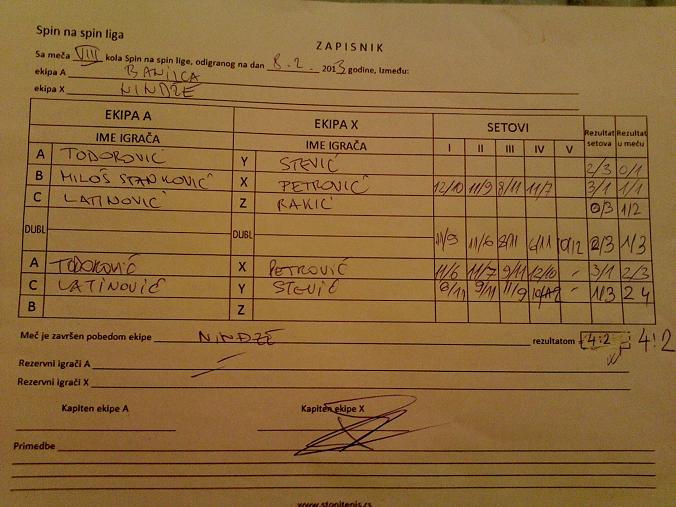 Spin na spin liga
ZAPISNIK
Sa meča VIII kola Spin na spin lige, odigranog na dan 8.2. 2013 godine, između:
ekipa A BANJICA
ekipa X NINDŽE
EKIPA A EKIPA X SETOVI Rezultat setova Rezultat u meču
IME IGRAČA IME IGRAČA I II III IV V
A TODOROVIĆ Y STEVIĆ 2/3 0/1
B MILOŠ STANKOVIĆ X PETROVIĆ 12/10 11/9 8/11 11/7 3/1 1/1
C LATINOVIĆ Z RAKIĆ 0/3 1/2
DUBL DUBL 11/9 11/6 8/11 6/11 10/12 2/3 1/3
A TODOROVIĆ X PETROVIĆ 11/6 11/7 9/11 12/10 - 3/1 2/3
C LATINOVIĆ Y STEVIĆ 9/11 11/9 - 1/3 2 4
B Z
Meč je završen pobedom ekipe NINDŽE rezultatom 4:2 4:2
Rezervni igrači A
Rezervni igrači X
Kapiten ekipe A Kapiten ekipe X
Primedbe
www.stonitenis.rs